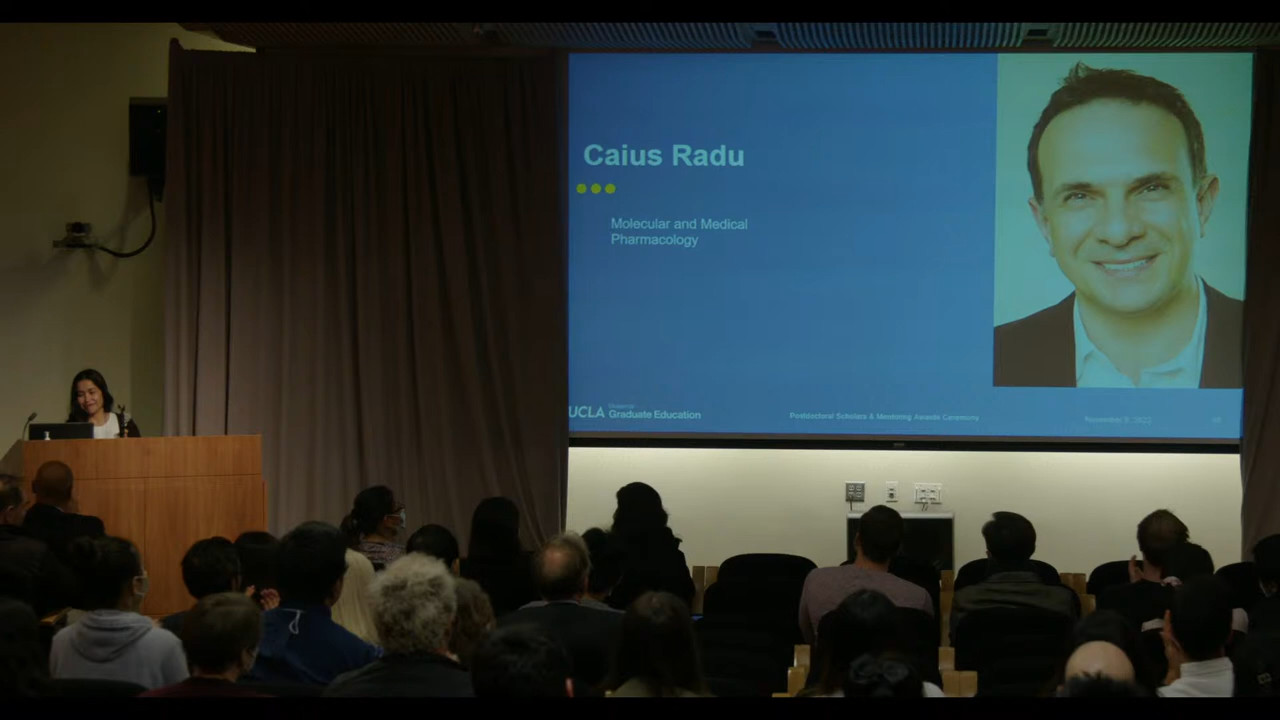 Caius Radu
Molecular and Medical
Pharmacology
UCLA Graduate Education
Postdoctoral Scholars & Mentoring Awards Ceremony